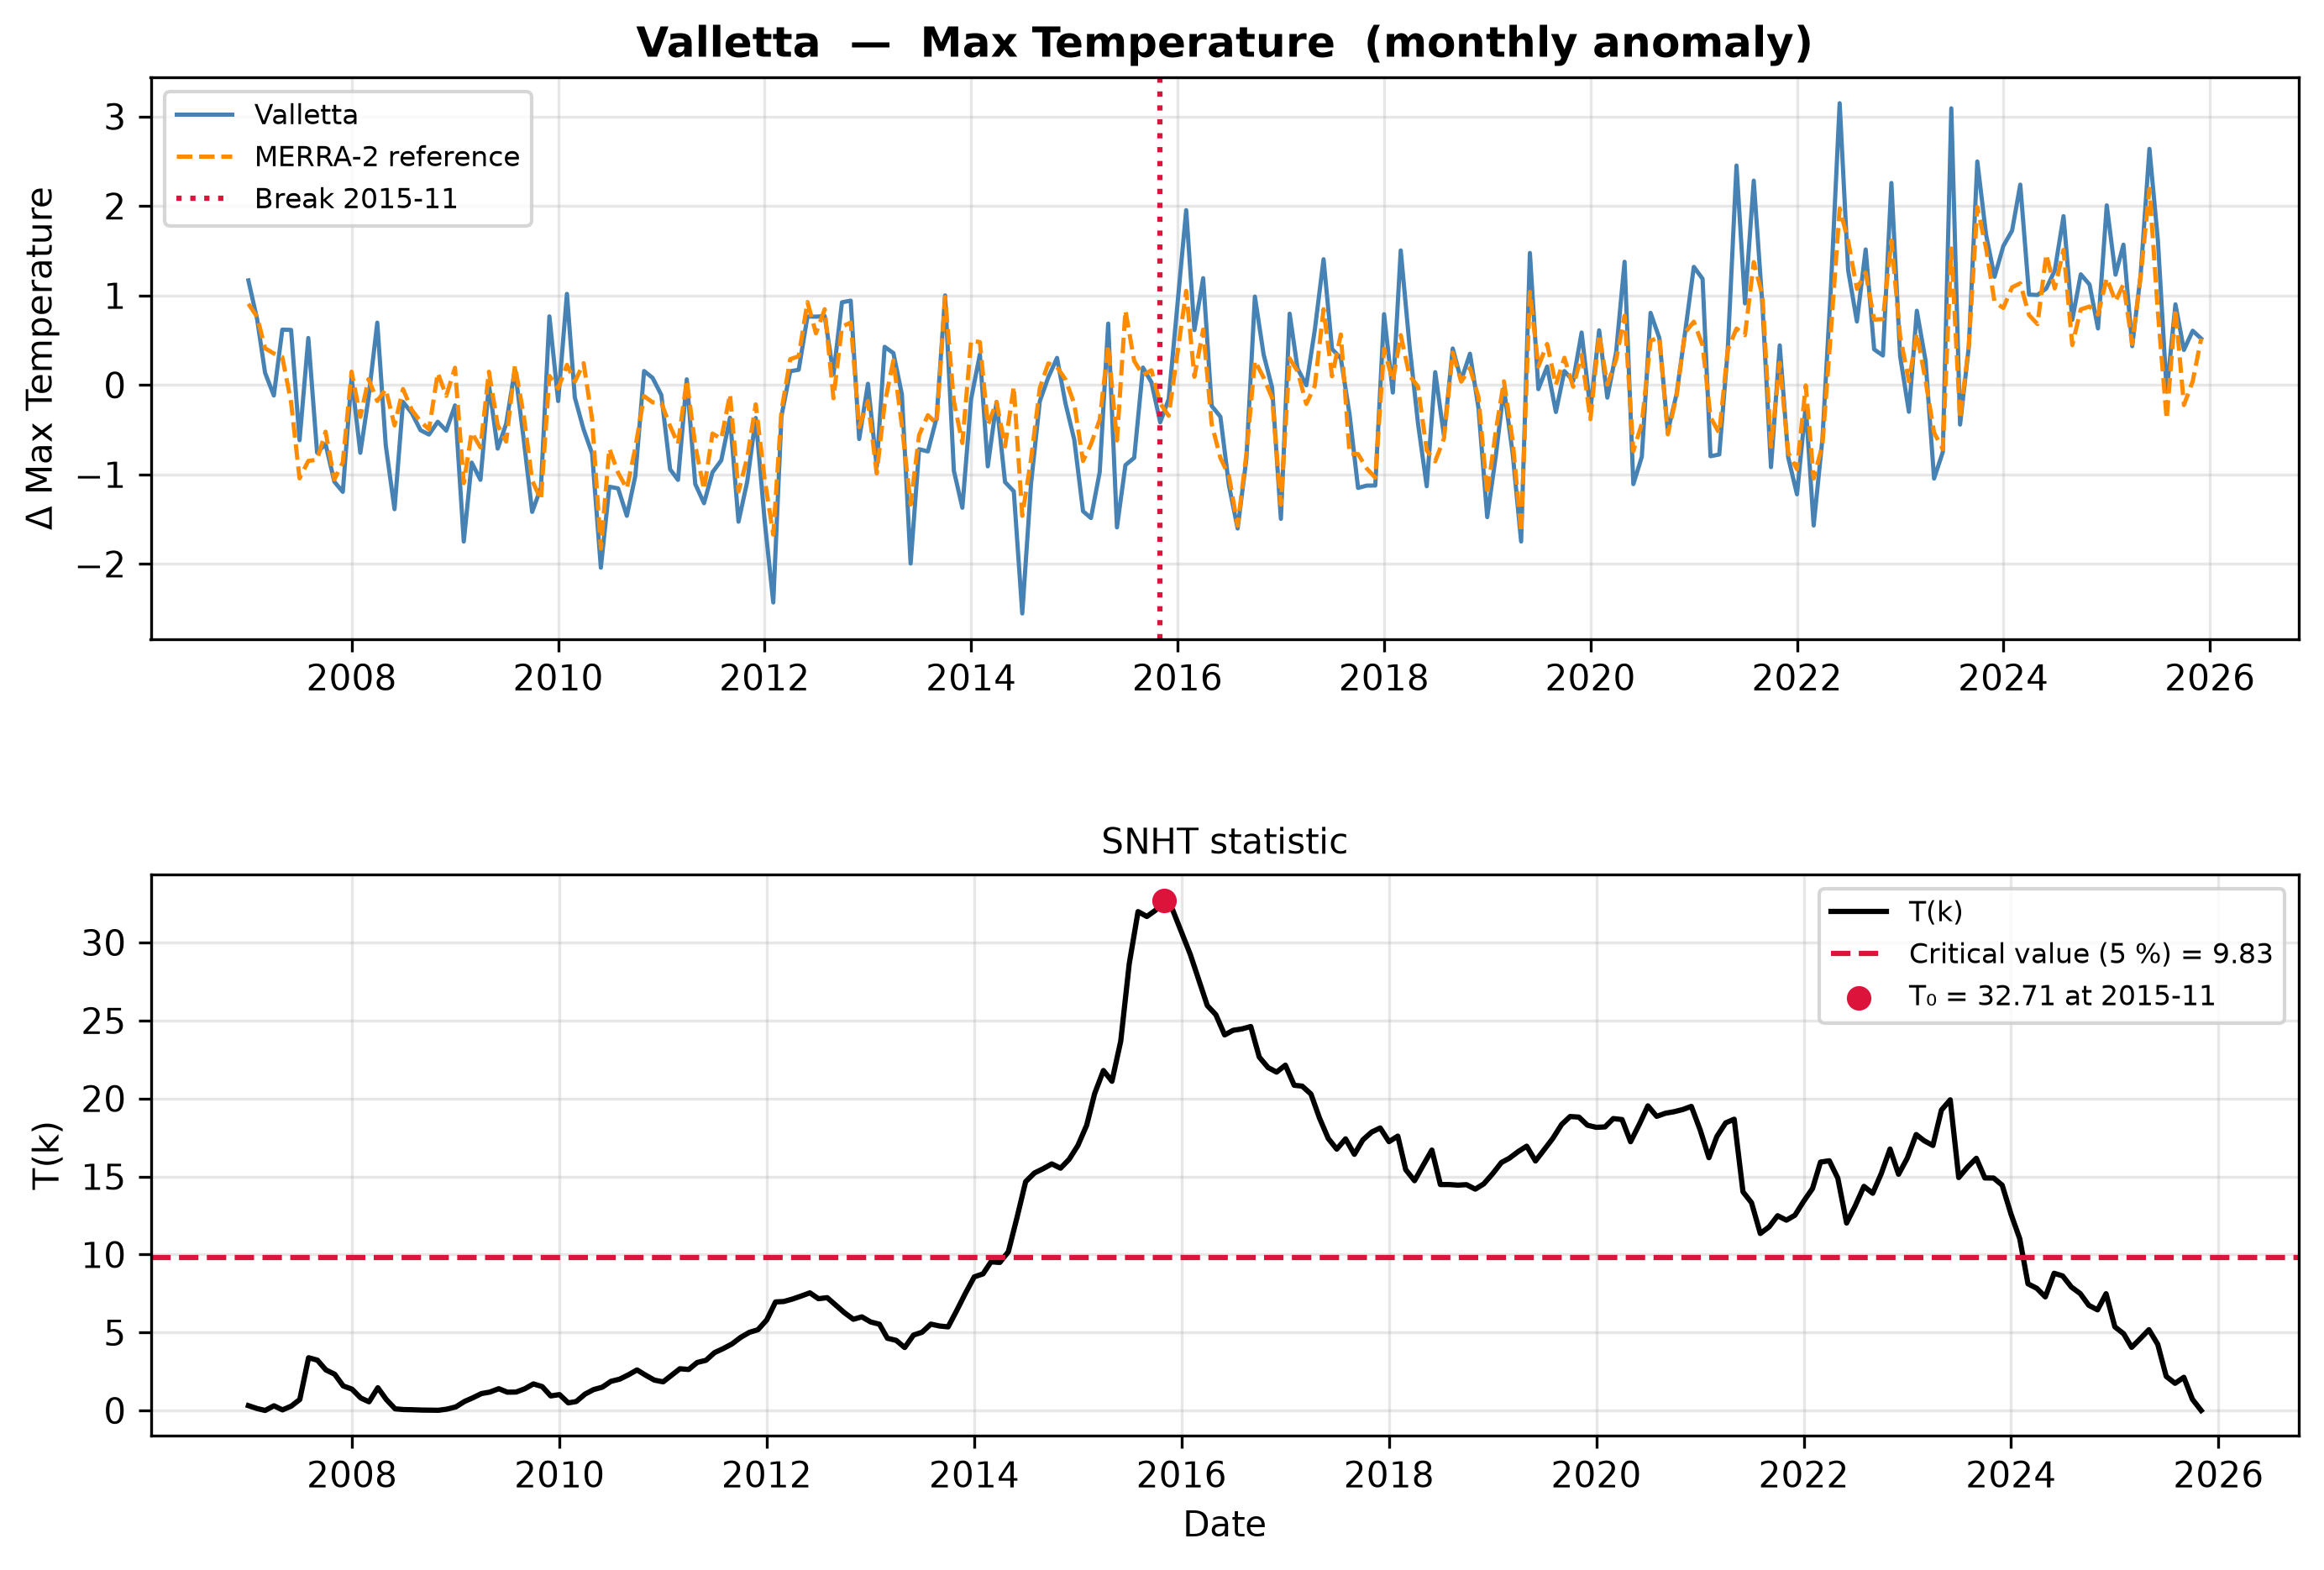 Valletta — Max Temperature (monthly anomaly)
Δ Max Temperature
3
2
1
0
−1
−2
Valletta
MERRA-2 reference
Break 2015-11
2008 2010 2012 2014 2016 2018 2020 2022 2024 2026
SNHT statistic
T(k)
30
25
20
15
10
5
0
T(k)
Critical value (5 %) = 9.83
T₀ = 32.71 at 2015-11
2008 2010 2012 2014 2016 2018 2020 2022 2024 2026
Date